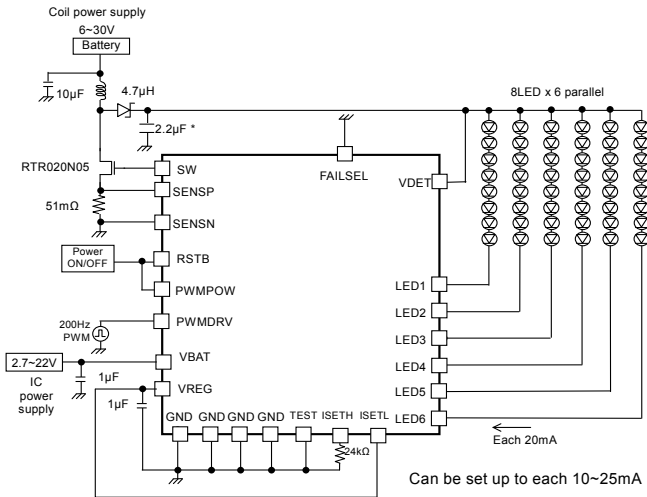 Coil power supply
6~30V
Battery
10µF
4.7µH
2.2µF *
8LED x 6 parallel
RTR020N05
51mΩ
SW
SENSP
SENSN
FAILSEL
VDET
Power
ON/OFF
RSTB
PWMPOW
200Hz
PWM
PWMDRV
2.7~22V
IC
power
supply
1µF
VBAT
VREG
1µF
LED1
LED2
LED3
LED4
LED5
LED6
GND GND GND GND TEST ISETH ISETL
24kΩ
Each 20mA
Can be set up to each 10~25mA